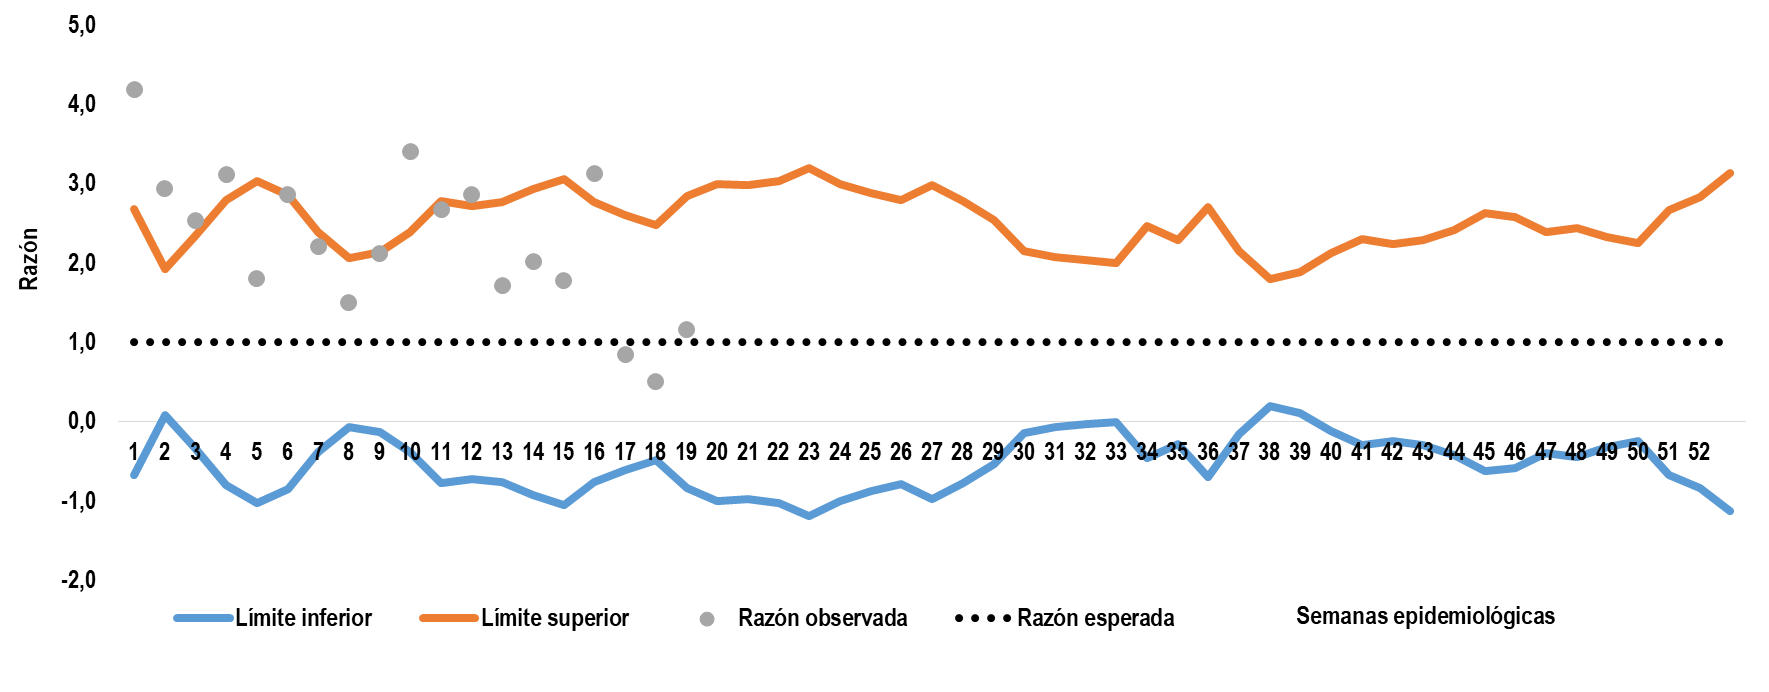 5,0
4,0
3,0
2,0
1,0
0,0
-1,0
-2,0
Razón
1 2 3 4 5 6 7 8 9 10 11 12 13 14 15 16 17 18 19 20 21 22 23 24 25 26 27 28 29 30 31 32 33 34 35 36 37 38 39 40 41 42 43 44 45 46 47 48 49 50 51 52
Límite inferior Límite superior Razón observada Razón esperada Semanas epidemiológicas